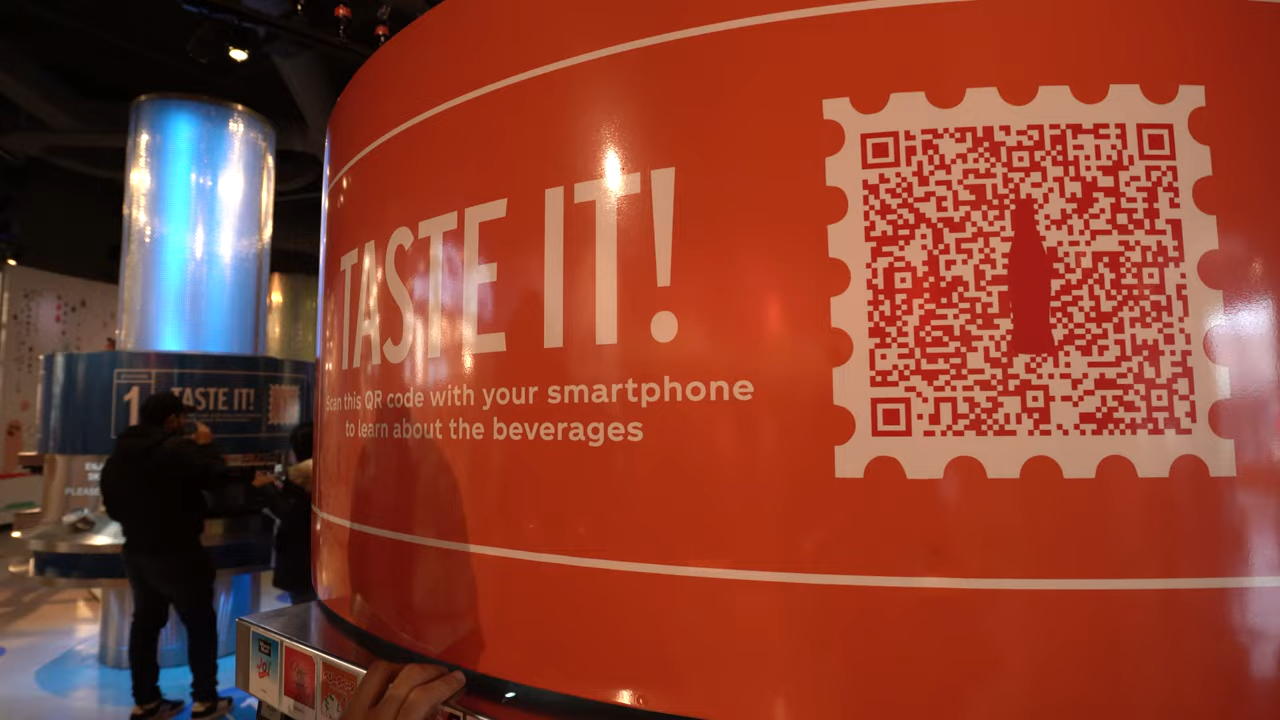 TASTE IT!
Scan this QR code with your smartphone
to learn about the beverages
1
TASTE IT!